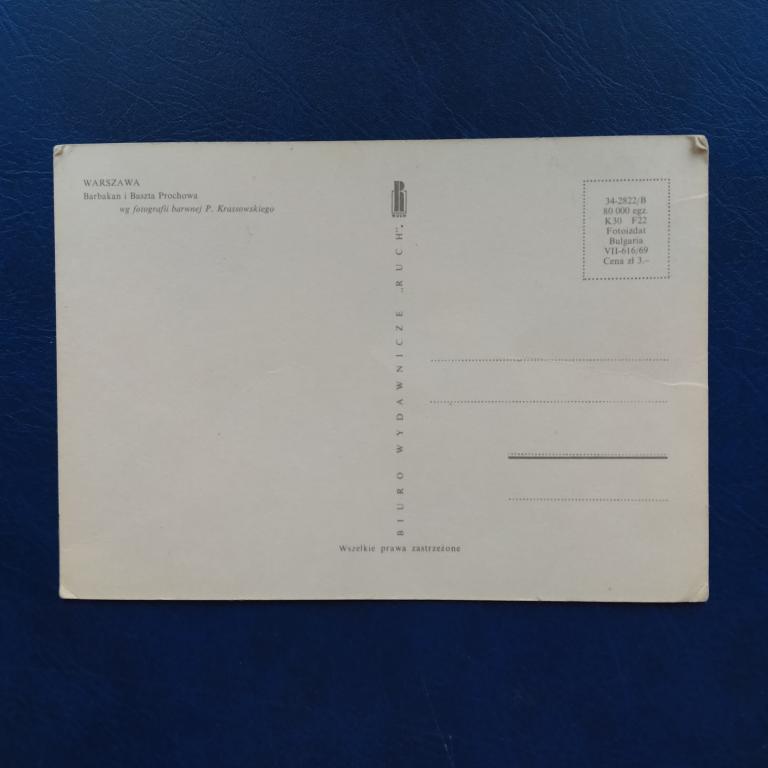 WARSZAWA
Barbakan i Baszta Prochowa
wg fotografii barwnej P. Krassowskiego
RUCH
BIURO WYDAWNICZE „RUCH”.
34-2822/B
80 000 egz.
K30 F22
Fotoizdat
Bulgaria
VII-616/69
Cena zł 3.–
Wszelkie prawa zastrzeżone